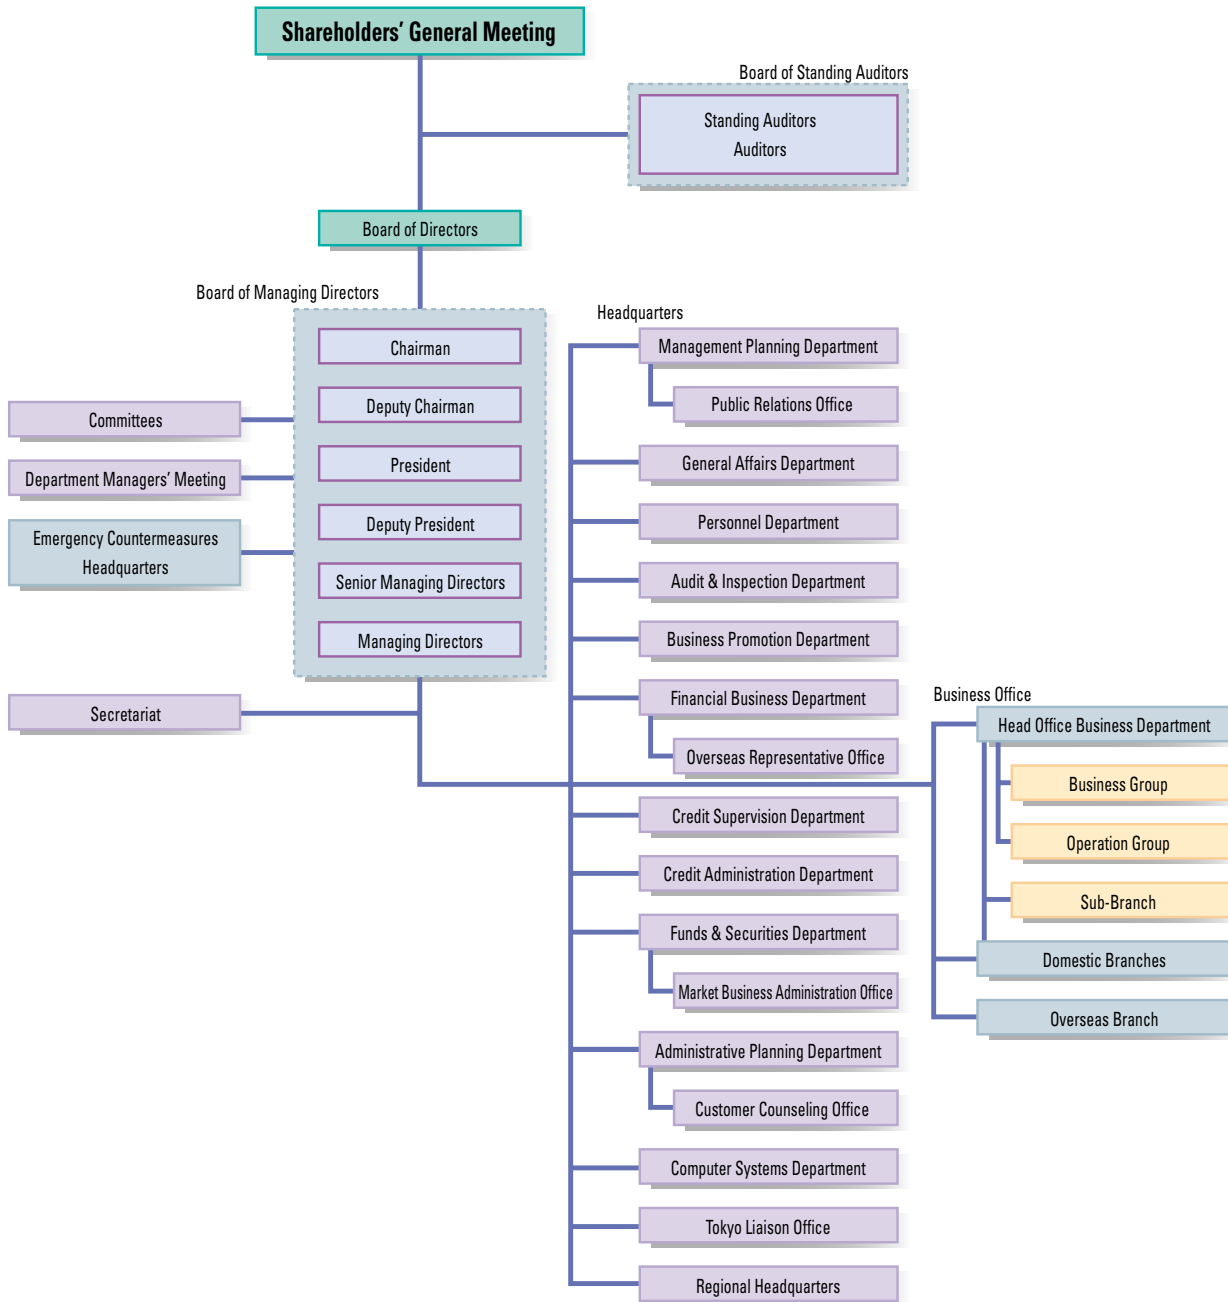 Shareholders' General Meeting
Board of Standing Auditors
Standing Auditors
Auditors
Board of Directors
Board of Managing Directors
Chairman
Deputy Chairman
President
Deputy President
Senior Managing Directors
Managing Directors
Committees
Department Managers' Meeting
Emergency Countermeasures
Headquarters
Secretariat
Headquarters
Management Planning Department
Public Relations Office
General Affairs Department
Personnel Department
Audit & Inspection Department
Business Promotion Department
Financial Business Department
Overseas Representative Office
Credit Supervision Department
Credit Administration Department
Funds & Securities Department
Market Business Administration Office
Administrative Planning Department
Customer Counseling Office
Computer Systems Department
Tokyo Liaison Office
Regional Headquarters
Business Office
Head Office Business Department
Business Group
Operation Group
Sub-Branch
Domestic Branches
Overseas Branch